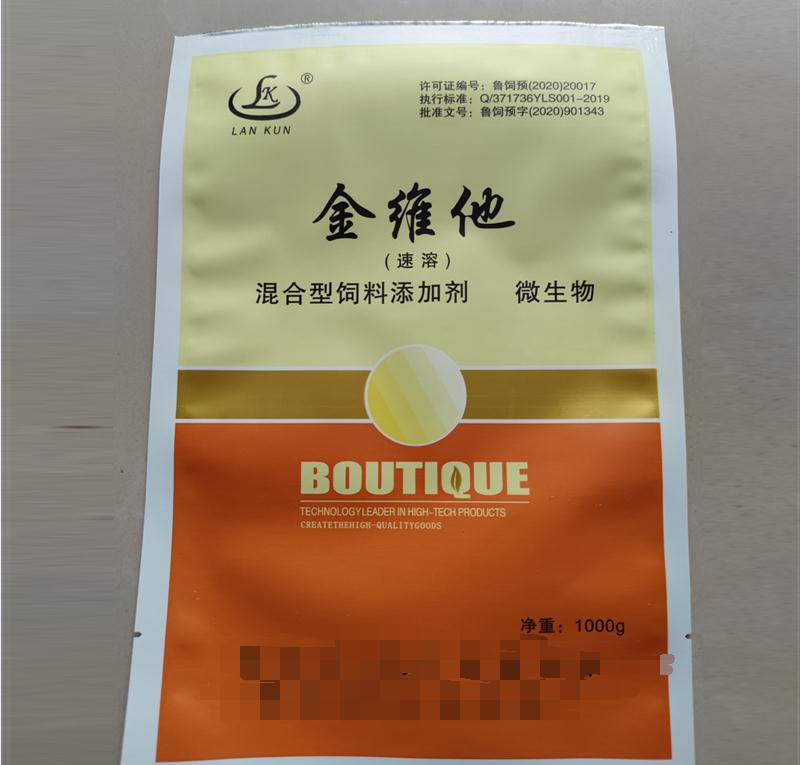 LK®
LAN KUN
许可证编号：鲁饲预(2020)20017
执行标准：Q/371736YLS001-2019
批准文号：鲁饲预字(2020)901343
金维他
(速溶)
混合型饲料添加剂 微生物
BOUTIQUE
TECHNOLOGYLEADER IN HIGH-TECH PRODUCTS
CREATETHEHIGH-QUALITYGOODS
净重：1000g